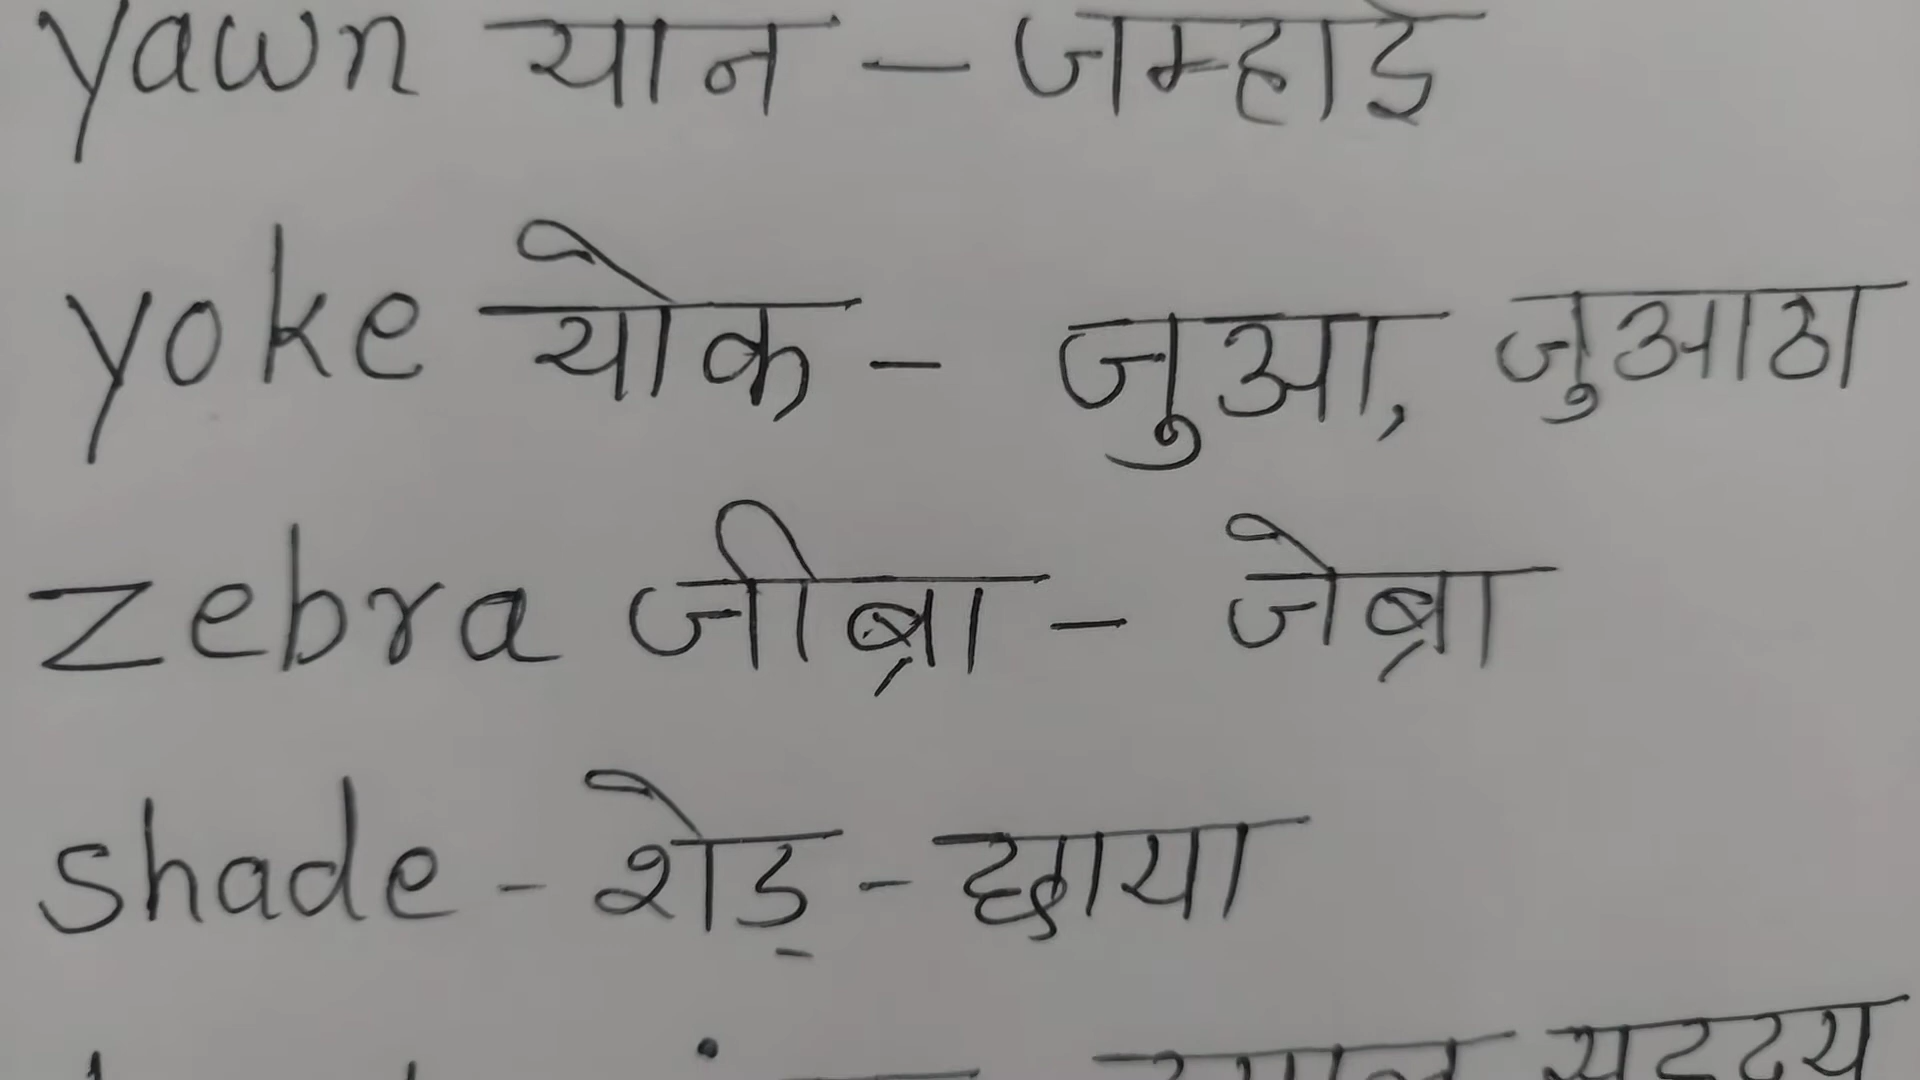 yawn यान – जम्हाई
yoke योक – जुआ, जुआठा
zebra जीब्रा – जेब्रा
shade - शेड् - छाया